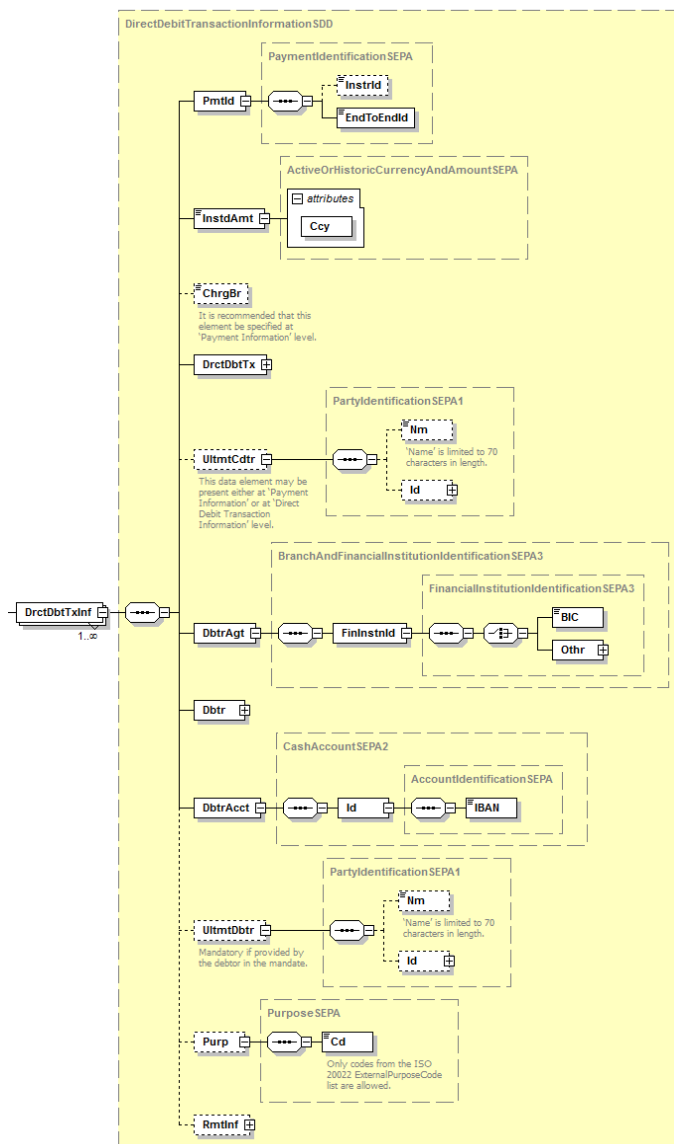 DirectDebitTransactionInformationSDD
PaymentIdentificationSEPA
InstrId
PmtId
EndToEndId
ActiveOrHistoricCurrencyAndAmountSEPA
attributes
InstdAmt
Ccy
ChrgBr
It is recommended that this
element be specified at
'Payment Information' level.
DrctDbtTx
PartyIdentificationSEPA1
Nm
'Name' is limited to 70
characters in length.
UltmtCdtr
This data element may be
present either at 'Payment
Information' or at 'Direct
Debit Transaction
Information' level.
Id
BranchAndFinancialInstitutionIdentificationSEPA3
FinancialInstitutionIdentificationSEPA3
DrctDbtTxInf
1..∞
DbtrAgt
FinInstnId
BIC
Othr
Dbtr
CashAccountSEPA2
AccountIdentificationSEPA
DbtrAcct
Id
IBAN
PartyIdentificationSEPA1
Nm
'Name' is limited to 70
characters in length.
UltmtDbtr
Mandatory if provided by
the debtor in the mandate.
Id
PurposeSEPA
Purp
Cd
Only codes from the ISO
20022 ExternalPurposeCode
list are allowed.
RmtInf